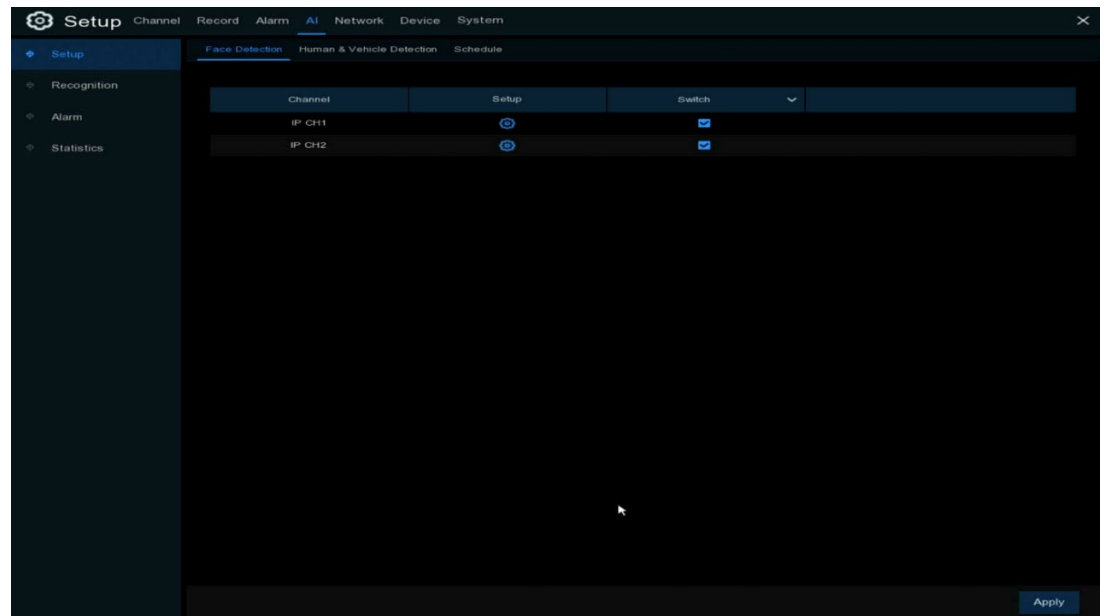 Setup Channel Record Alarm AI Network Device System
Setup
Face Detection Human & Vehicle Detection Schedule
Recognition
Alarm
Statistics
Channel Setup Switch
IP CH1
IP CH2
Apply